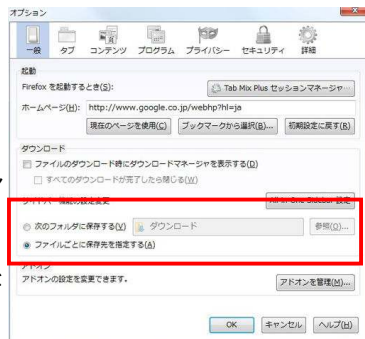 オプション
一般 タブ コンテンツ プログラム プライバシー セキュリティ 詳細
起動
Firefox を起動するとき(S): Tab Mix Plus セッションマネージャ...
ホームページ(H): http://www.google.co.jp/webhp?hl=ja
現在のページを使用(C) ブックマークから選択(B)... 初期設定に戻す(R)
ダウンロード
ファイルのダウンロード時にダウンロードマネージャを表示する(D)
すべてのダウンロードが完了したら閉じる(W)
All-in-One Sidebar 設定
次のフォルダに保存する(V) ダウンロード 参照(O)...
ファイルごとに保存先を指定する(A)
アドオン
アドオンの設定を変更できます。 アドオンを管理(M)...
OK キャンセル ヘルプ(H)